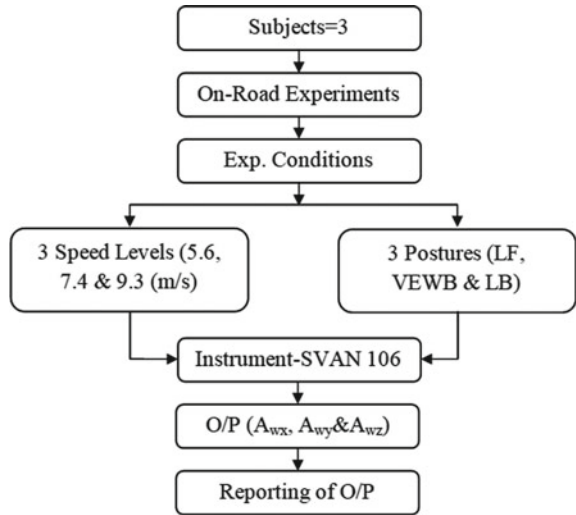 Subjects=3
On-Road Experiments
Exp. Conditions
3 Speed Levels (5.6,
7.4 & 9.3 (m/s)
3 Postures (LF,
VEWB & LB)
Instrument-SVAN 106
O/P (Awx, Awy&Awz)
Reporting of O/P